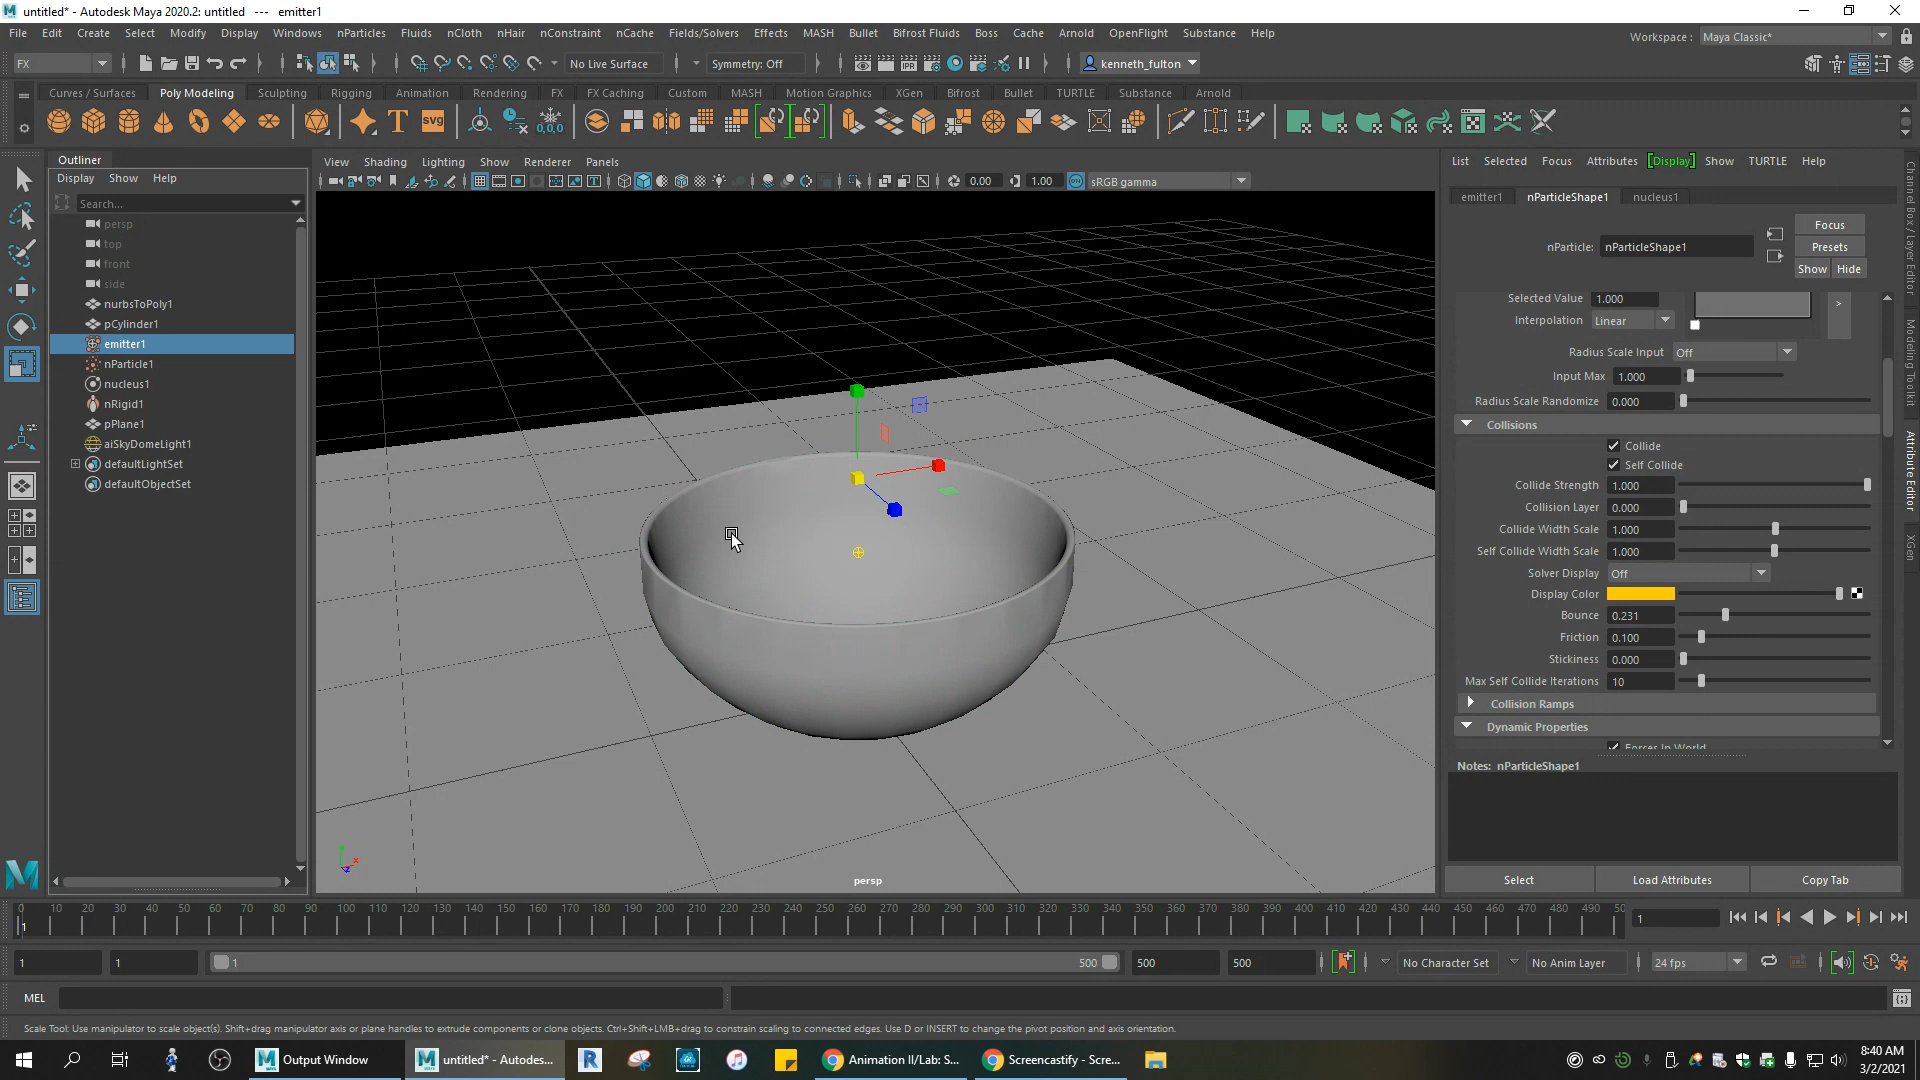 untitled* - Autodesk Maya 2020.2: untitled --- emitter1
File Edit Create Select Modify Display Windows nParticles Fluids nCloth nHair nConstraint nCache Fields/Solvers Effects MASH Bullet Bifrost Fluids Boss Cache Arnold OpenFlight Substance Help
Workspace : Maya Classic*
FX No Live Surface Symmetry: Off kenneth_fulton
Curves / Surfaces Poly Modeling Sculpting Rigging Animation Rendering FX FX Caching Custom MASH Motion Graphics XGen Bifrost Bullet TURTLE Substance Arnold
Outliner
Display Show Help
Search...
persp
top
front
side
nurbsToPoly1
pCylinder1
emitter1
nParticle1
nucleus1
nRigid1
pPlane1
aiSkyDomeLight1
defaultLightSet
defaultObjectSet
View Shading Lighting Show Renderer Panels
0.00 1.00 sRGB gamma
persp
List Selected Focus Attributes Display Show TURTLE Help
emitter1 nParticleShape1 nucleus1
nParticle: nParticleShape1
Focus
Presets
Show Hide
Selected Value 1.000
Interpolation Linear
Radius Scale Input Off
Input Max 1.000
Radius Scale Randomize 0.000
Collisions
Collide
Self Collide
Collide Strength 1.000
Collision Layer 0.000
Collide Width Scale 1.000
Self Collide Width Scale 1.000
Solver Display Off
Display Color
Bounce 0.231
Friction 0.100
Stickiness 0.000
Max Self Collide Iterations 10
Collision Ramps
Dynamic Properties
Forces In World
Notes: nParticleShape1
Select Load Attributes Copy Tab
Channel Box / Layer Editor
Modeling Toolkit
Attribute Editor
XGen
0 10 20 30 40 50 60 70 80 90 100 110 120 130 140 150 160 170 180 190 200 210 220 230 240 250 260 270 280 290 300 310 320 330 340 350 360 370 380 390 400 410 420 430 440 450 460 470 480 490 50
1
1
1 1 1 500 500 500 No Character Set No Anim Layer 24 fps
MEL
Scale Tool: Use manipulator to scale object(s). Shift+drag manipulator axis or plane handles to extrude components or clone objects. Ctrl+Shift+LMB+drag to constrain scaling to connected edges. Use D or INSERT to change the pivot position and axis orientation.
Output Window untitled* - Autodes... Animation II/Lab: S... Screencastify - Scre...
8:40 AM
3/2/2021